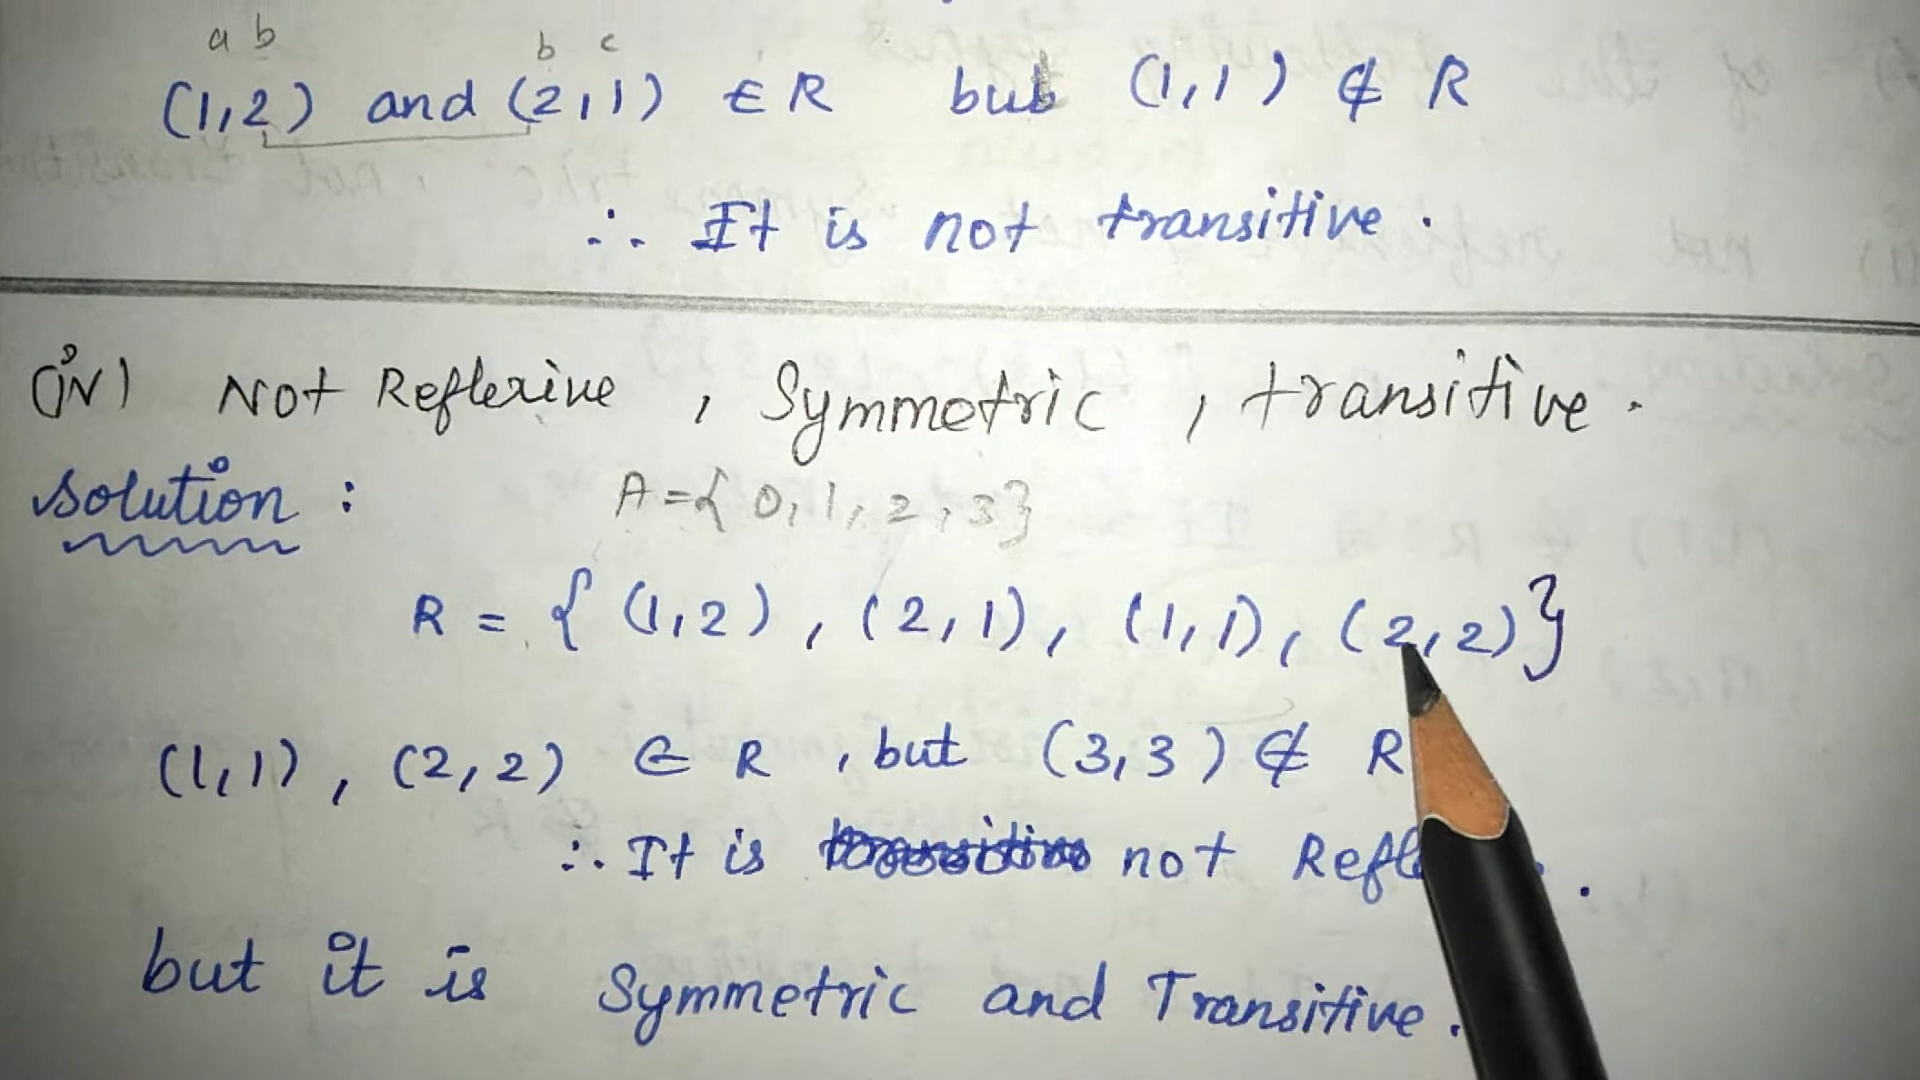 a b b c
(1,2) and (2,1) ∈ R but (1,1) ∉ R
∴ It is not transitive.
(iv) Not Reflexive, Symmetric, transitive.
Solution: A={0,1,2,3}
R = {(1,2), (2,1), (1,1), (2,2)}
(1,1), (2,2) ∈ R, but (3,3) ∉ R
∴ It is not Refle
but it is Symmetric and Transitive.